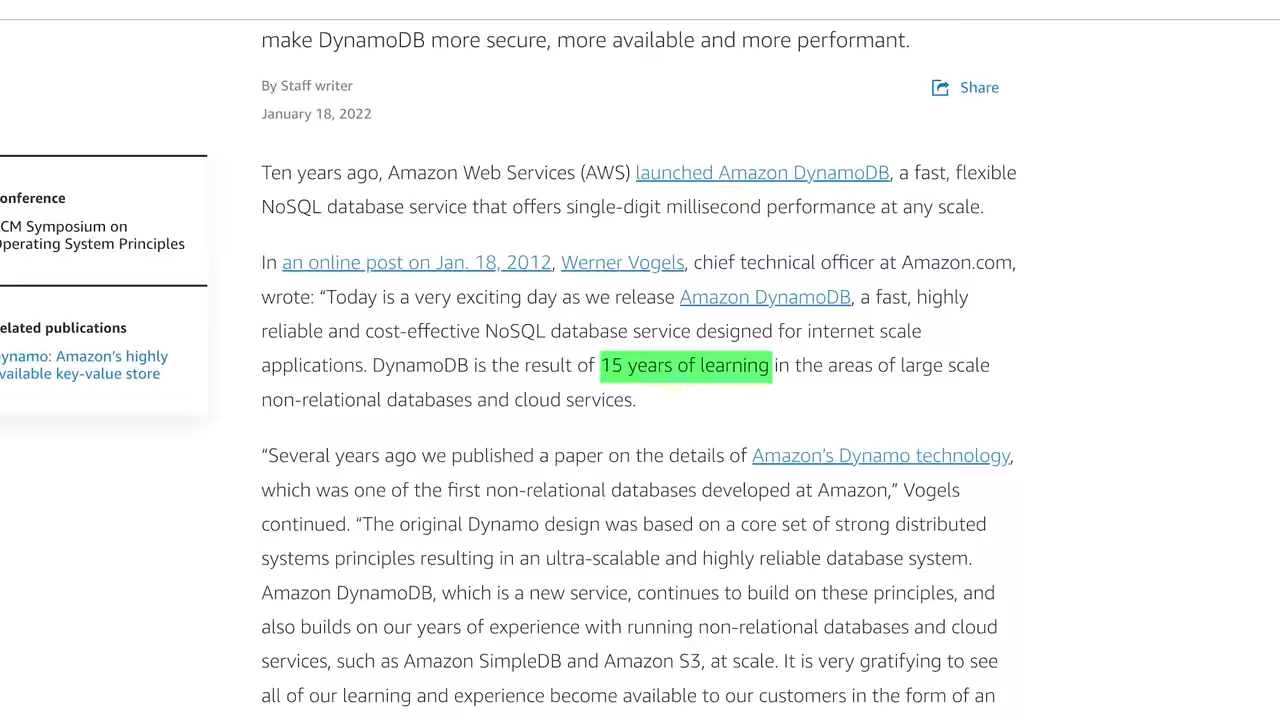 make DynamoDB more secure, more available and more performant.
By Staff writer
Share
January 18, 2022
onference
CM Symposium on
Operating System Principles
elated publications
ynamo: Amazon's highly
vailable key-value store
Ten years ago, Amazon Web Services (AWS) launched Amazon DynamoDB, a fast, flexible
NoSQL database service that offers single-digit millisecond performance at any scale.
In an online post on Jan. 18, 2012, Werner Vogels, chief technical officer at Amazon.com,
wrote: “Today is a very exciting day as we release Amazon DynamoDB, a fast, highly
reliable and cost-effective NoSQL database service designed for internet scale
applications. DynamoDB is the result of 15 years of learning in the areas of large scale
non-relational databases and cloud services.
“Several years ago we published a paper on the details of Amazon’s Dynamo technology,
which was one of the first non-relational databases developed at Amazon,” Vogels
continued. “The original Dynamo design was based on a core set of strong distributed
systems principles resulting in an ultra-scalable and highly reliable database system.
Amazon DynamoDB, which is a new service, continues to build on these principles, and
also builds on our years of experience with running non-relational databases and cloud
services, such as Amazon SimpleDB and Amazon S3, at scale. It is very gratifying to see
all of our learning and experience become available to our customers in the form of an